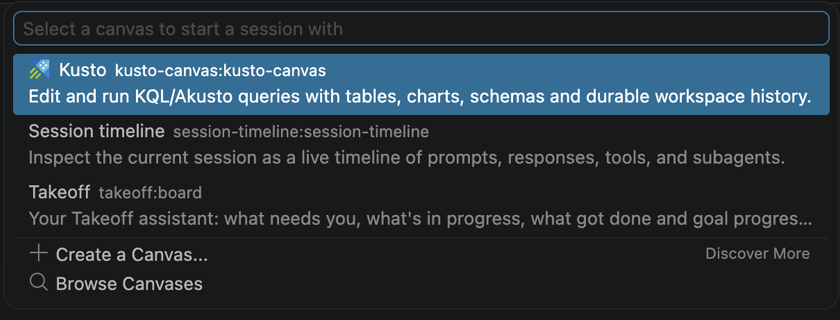 Select a canvas to start a session with
Kusto kusto-canvas:kusto-canvas
Edit and run KQL/Akusto queries with tables, charts, schemas and durable workspace history.
Session timeline session-timeline:session-timeline
Inspect the current session as a live timeline of prompts, responses, tools, and subagents.
Takeoff takeoff:board
Your Takeoff assistant: what needs you, what's in progress, what got done and goal progres...
Create a Canvas... Discover More
Browse Canvases